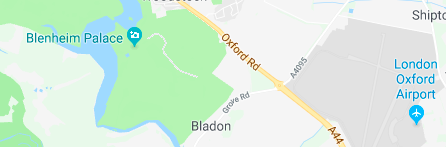 Shipto
Oxford Rd
Blenheim Palace
A4095
London
Oxford
Airport
Grove Rd
Bladon
A44